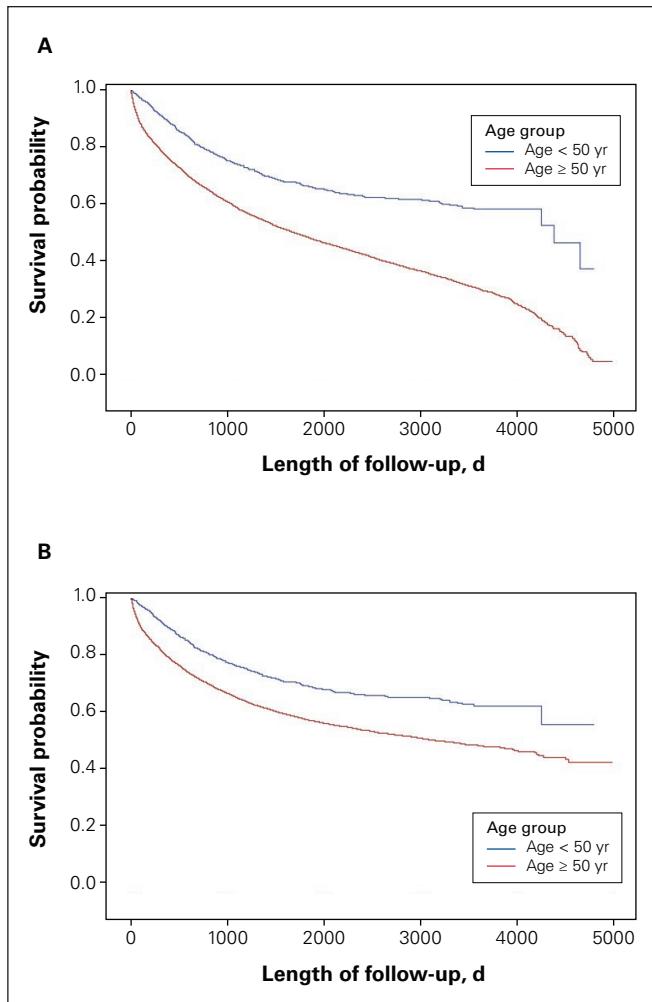 A
1.0
0.8
0.6
0.4
0.2
0.0
Survival probability
Age group
Age < 50 yr
Age ≥ 50 yr
0 1000 2000 3000 4000 5000
Length of follow-up, d
B
1.0
0.8
0.6
0.4
0.2
0.0
Survival probability
Age group
Age < 50 yr
Age ≥ 50 yr
0 1000 2000 3000 4000 5000
Length of follow-up, d